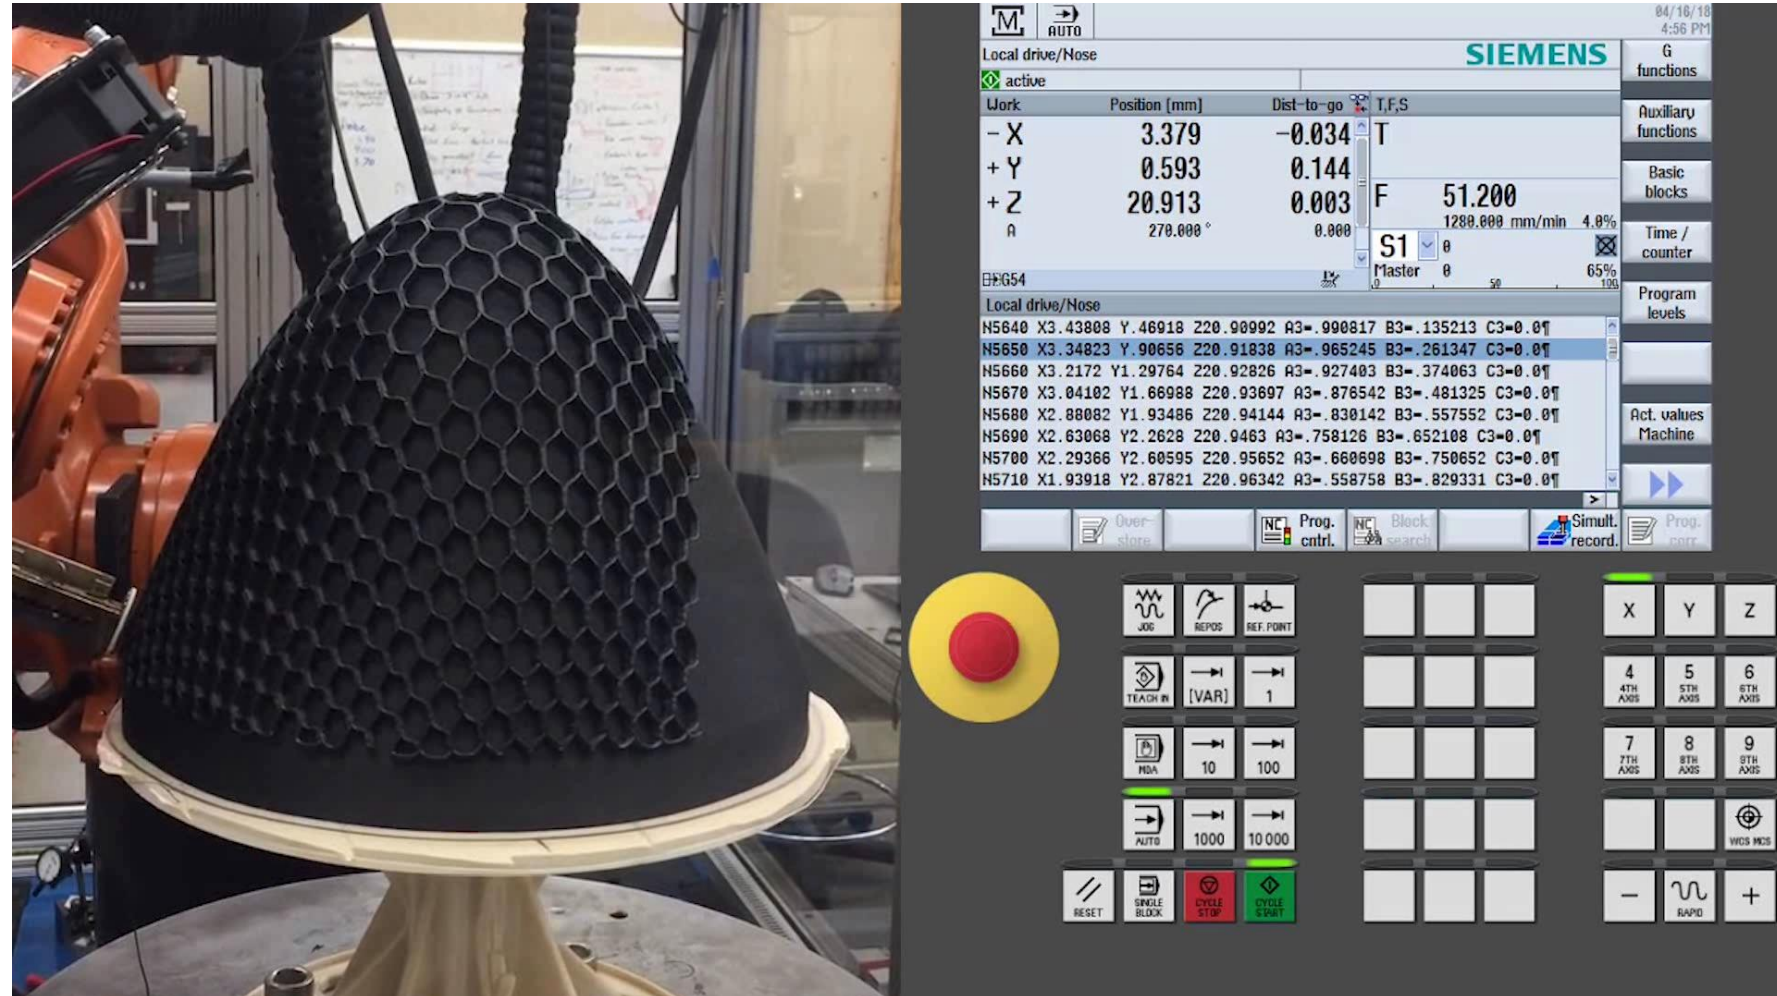 M
AUTO
04/16/18
4:56 PM
Local drive/Nose
SIEMENS
G functions
active
Work Position [mm] Dist-to-go T,F,S
- X 3.379 -0.034 T
Auxiliary functions
+ Y 0.593 0.144
Basic blocks
+ Z 20.913 0.003 F 51.200
1280.000 mm/min 4.0%
A 270.000 ° 0.000
S1 0
Time / counter
Master 0 65%
G54
0 50 100
Program levels
Local drive/Nose
N5640 X3.43808 Y.46918 Z20.90992 A3=.990817 B3=.135213 C3=0.0¶
N5650 X3.34823 Y.90656 Z20.91838 A3=.965245 B3=.261347 C3=0.0¶
N5660 X3.2172 Y1.29764 Z20.92826 A3=.927403 B3=.374063 C3=0.0¶
N5670 X3.04102 Y1.66988 Z20.93697 A3=.876542 B3=.481325 C3=0.0¶
N5680 X2.88082 Y1.93486 Z20.94144 A3=.830142 B3=.557552 C3=0.0¶
N5690 X2.63068 Y2.2628 Z20.9463 A3=.758126 B3=.652108 C3=0.0¶
N5700 X2.29366 Y2.60595 Z20.95652 A3=.660698 B3=.750652 C3=0.0¶
N5710 X1.93918 Y2.87821 Z20.96342 A3=.558758 B3=.829331 C3=0.0¶
Act. values Machine
>
Over-store
NC Prog. cntrl.
NC Block search
Simult. record.
Prog. corr.
JOG REPOS REF. POINT
X Y Z
TEACH IN [VAR] 1
4 4TH AXIS 5 5TH AXIS 6 6TH AXIS
MDA 10 100
7 7TH AXIS 8 8TH AXIS 9 9TH AXIS
AUTO 1000 10 000
WCS MCS
RESET SINGLE BLOCK CYCLE STOP CYCLE START
- RAPID +